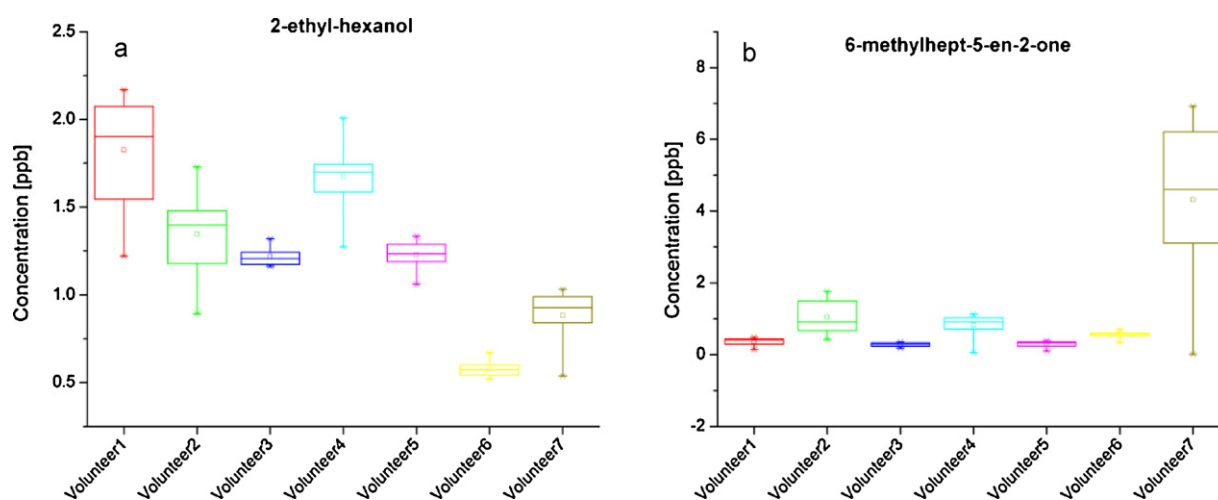 a
2-ethyl-hexanol
Concentration [ppb]
2.5
2.0
1.5
1.0
0.5
Volunteer1
Volunteer2
Volunteer3
Volunteer4
Volunteer5
Volunteer6
Volunteer7
b
6-methylhept-5-en-2-one
Concentration [ppb]
8
6
4
2
0
-2
Volunteer1
Volunteer2
Volunteer3
Volunteer4
Volunteer5
Volunteer6
Volunteer7